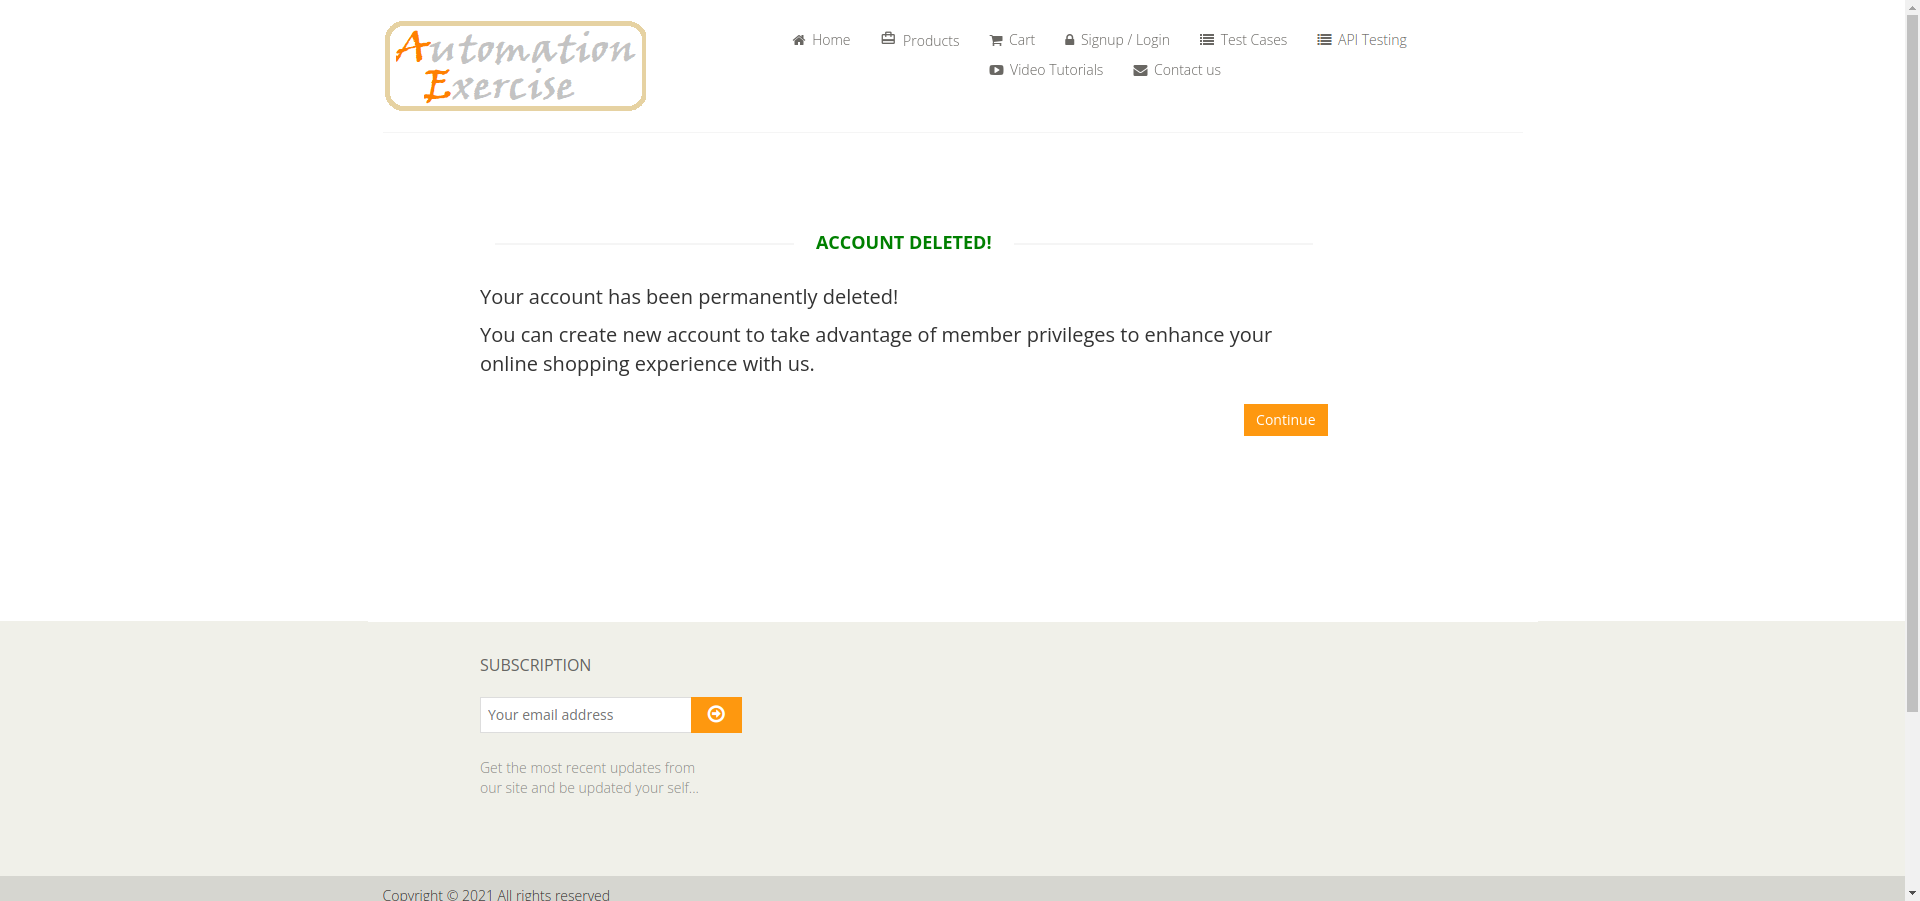 Automation
Exercise
Home
Products
Cart
Signup / Login
Test Cases
API Testing
Video Tutorials
Contact us
ACCOUNT DELETED!
Your account has been permanently deleted!
You can create new account to take advantage of member privileges to enhance your
online shopping experience with us.
Continue
SUBSCRIPTION
Your email address
Get the most recent updates from
our site and be updated your self...
Copyright © 2021 All rights reserved